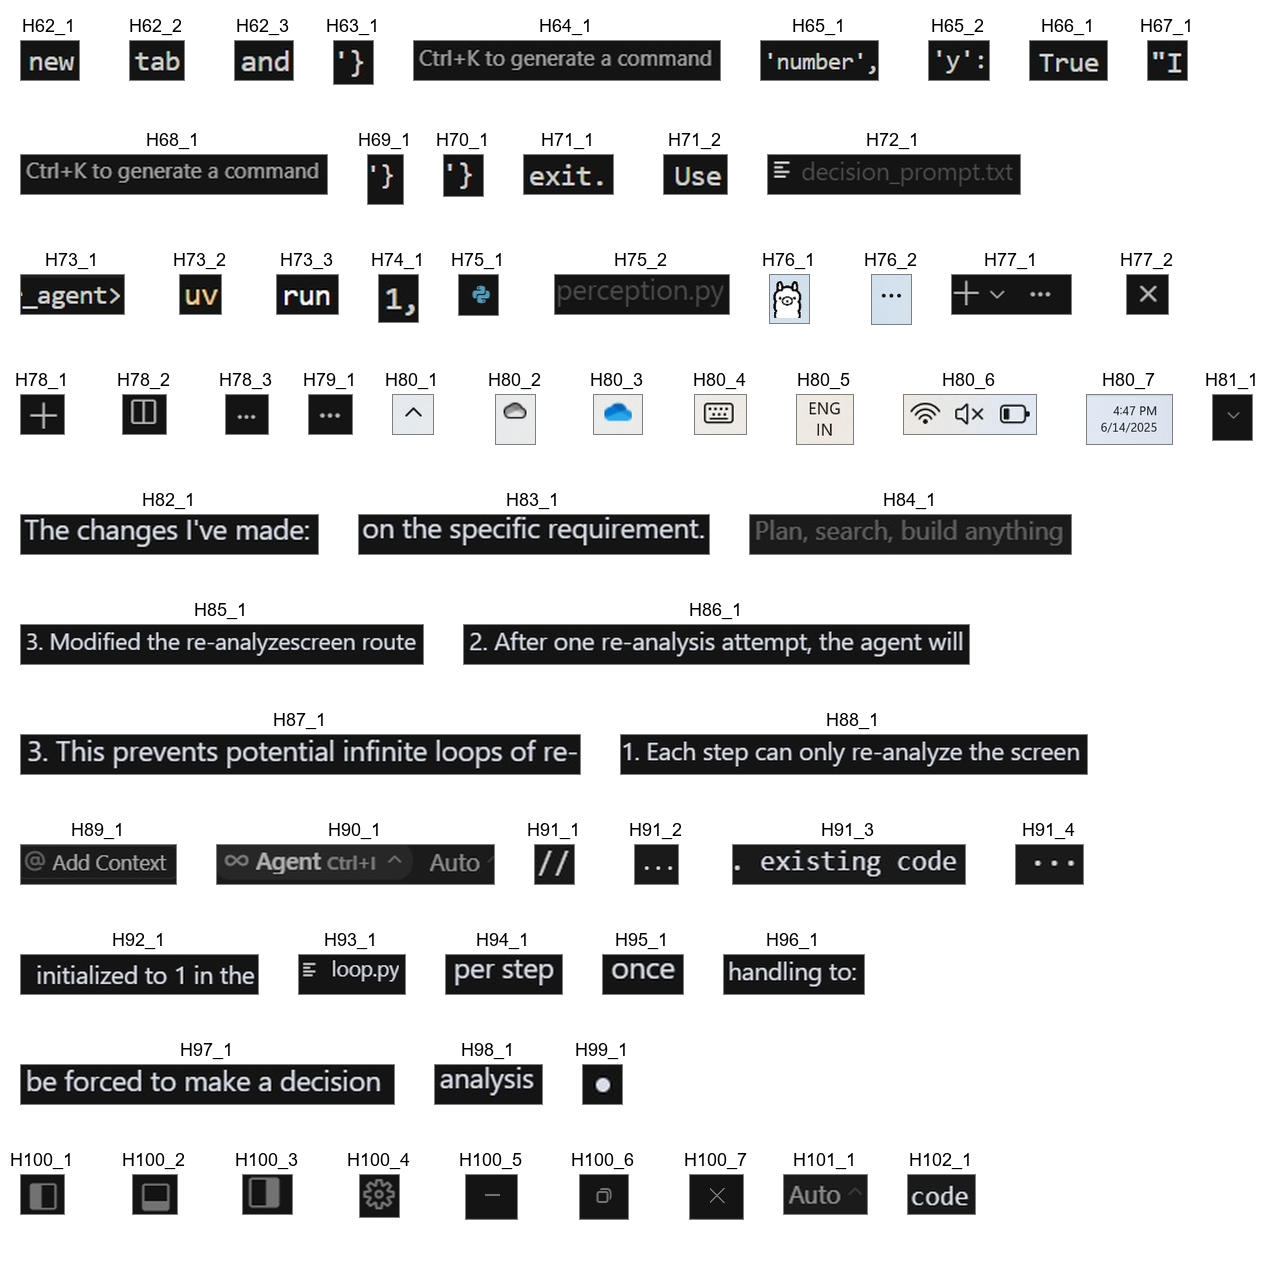 H62_1 H62_2 H62_3 H63_1 H64_1 H65_1 H65_2 H66_1 H67_1
new tab and '} Ctrl+K to generate a command 'number', 'y': True "I
H68_1 H69_1 H70_1 H71_1 H71_2 H72_1
Ctrl+K to generate a command '} '} exit. Use decision_prompt.txt
H73_1 H73_2 H73_3 H74_1 H75_1 H75_2 H76_1 H76_2 H77_1 H77_2
_agent> uv run 1, perception.py ... ...
H78_1 H78_2 H78_3 H79_1 H80_1 H80_2 H80_3 H80_4 H80_5 H80_6 H80_7 H81_1
... ... ENG 4:47 PM
IN 6/14/2025
H82_1 H83_1 H84_1
The changes I've made: on the specific requirement. Plan, search, build anything
H85_1 H86_1
3. Modified the re-analyzescreen route 2. After one re-analysis attempt, the agent will
H87_1 H88_1
3. This prevents potential infinite loops of re- 1. Each step can only re-analyze the screen
H89_1 H90_1 H91_1 H91_2 H91_3 H91_4
@ Add Context ∞ Agent Ctrl+I ^ Auto // ... . existing code ...
H92_1 H93_1 H94_1 H95_1 H96_1
initialized to 1 in the loop.py per step once handling to:
H97_1 H98_1 H99_1
be forced to make a decision analysis ●
H100_1 H100_2 H100_3 H100_4 H100_5 H100_6 H100_7 H101_1 H102_1
Auto ^ code